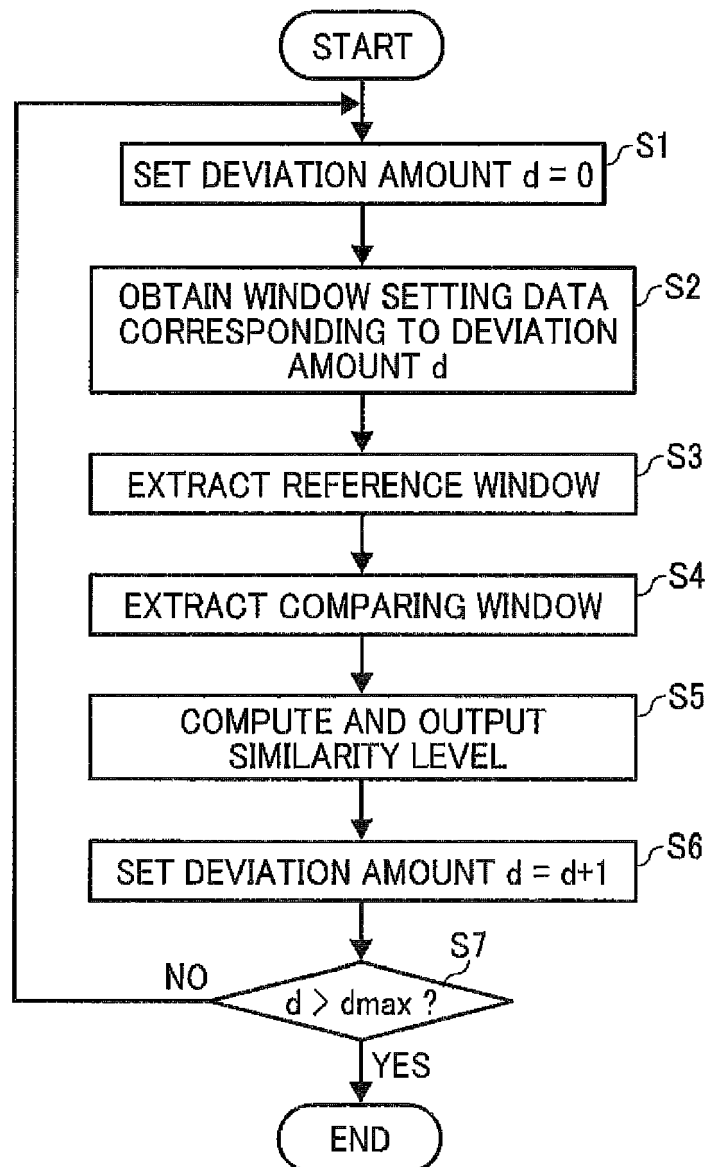 START
SET DEVIATION AMOUNT d = 0
S1
OBTAIN WINDOW SETTING DATA
CORRESPONDING TO DEVIATION
AMOUNT d
S2
EXTRACT REFERENCE WINDOW
S3
EXTRACT COMPARING WINDOW
S4
COMPUTE AND OUTPUT
SIMILARITY LEVEL
S5
SET DEVIATION AMOUNT d = d+1
S6
S7
NO
d > dmax ?
YES
END